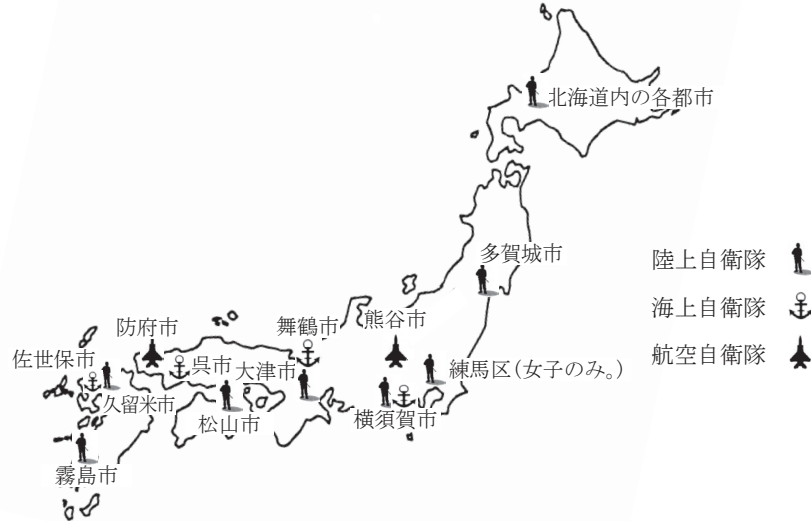 北海道内の各都市
多賀城市
陸上自衛隊
海上自衛隊
航空自衛隊
防府市
舞鶴市
熊谷市
佐世保市
呉市
大津市
練馬区(女子のみ。)
久留米市
松山市
横須賀市
霧島市